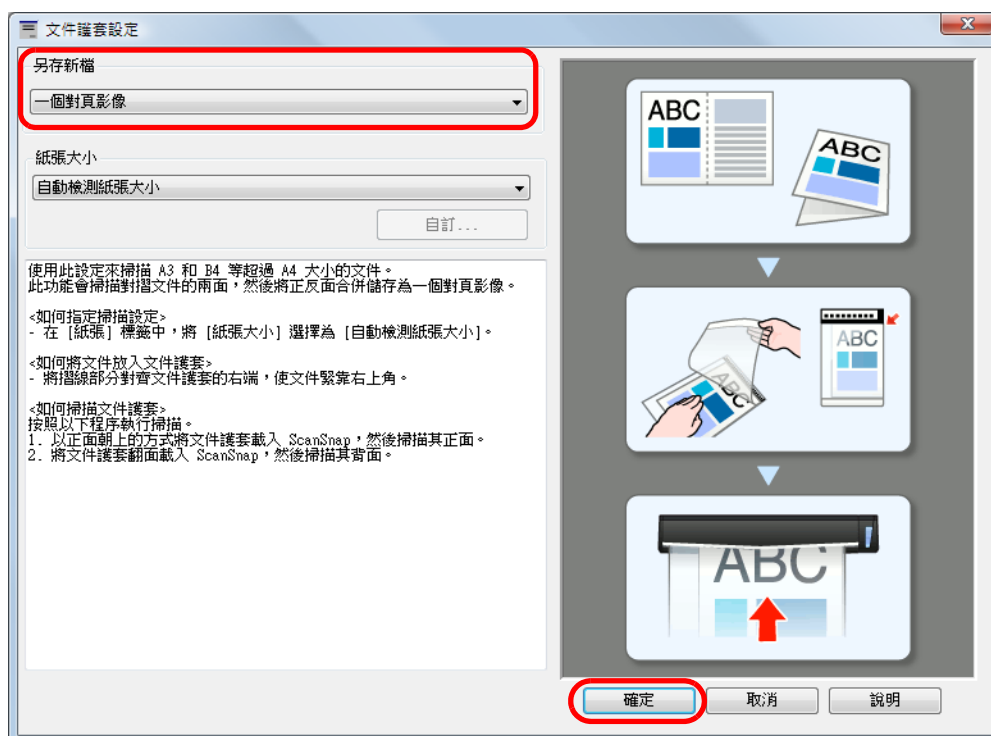 文件護套設定
另存新檔
一個對頁影像
紙張大小
自動檢測紙張大小
自訂...
使用此設定來掃描 A3 和 B4 等超過 A4 大小的文件。
此功能會掃描對摺文件的兩面，然後將正反面合併儲存為一個對頁影像。
<如何指定掃描設定>
- 在 [紙張] 標籤中，將 [紙張大小] 選擇為 [自動檢測紙張大小]。
<如何將文件放入文件護套>
- 將摺線部分對齊文件護套的右端，使文件緊靠右上角。
<如何掃描文件護套>
按照以下程序執行掃描。
1. 以正面朝上的方式將文件護套載入 ScanSnap，然後掃描其正面。
2. 將文件護套翻面載入 ScanSnap，然後掃描其背面。
ABC
ABC
ABC
ABC
ABC
確定
取消
說明